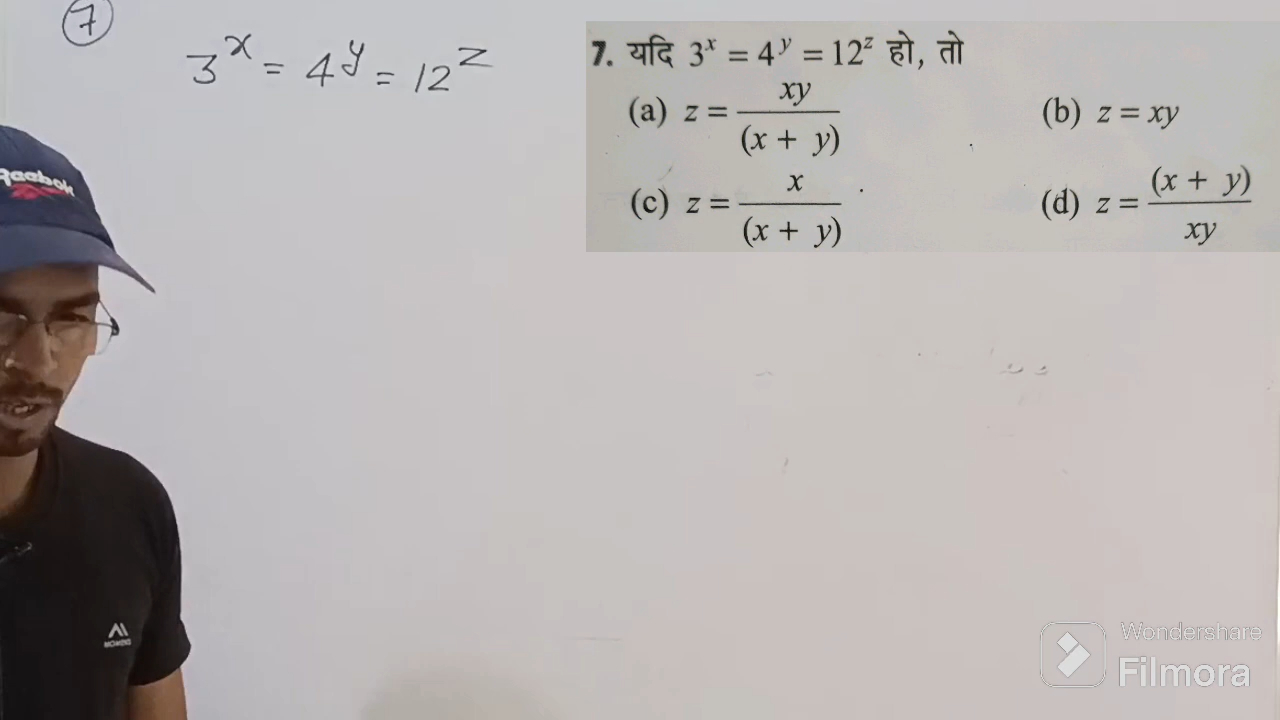 7
3^x = 4^y = 12^z
7. यदि 3^x = 4^y = 12^z हो, तो
(a) z = xy/(x + y)
(b) z = xy
(c) z = x/(x + y)
(d) z = (x + y)/xy
Reebok
Wondershare
Filmora